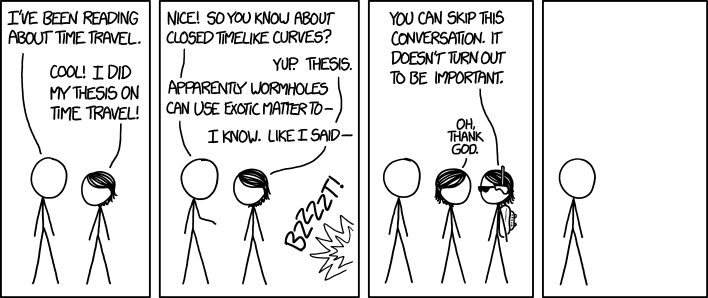 I'VE BEEN READING
ABOUT TIME TRAVEL.
COOL! I DID
MY THESIS ON
TIME TRAVEL!
NICE! SO YOU KNOW ABOUT
CLOSED TIMELIKE CURVES?
YUP. THESIS.
APPARENTLY WORMHOLES
CAN USE EXOTIC MATTER TO—
I KNOW. LIKE I SAID—
BZZZZT!
YOU CAN SKIP THIS
CONVERSATION. IT
DOESN'T TURN OUT
TO BE IMPORTANT.
OH,
THANK
GOD.